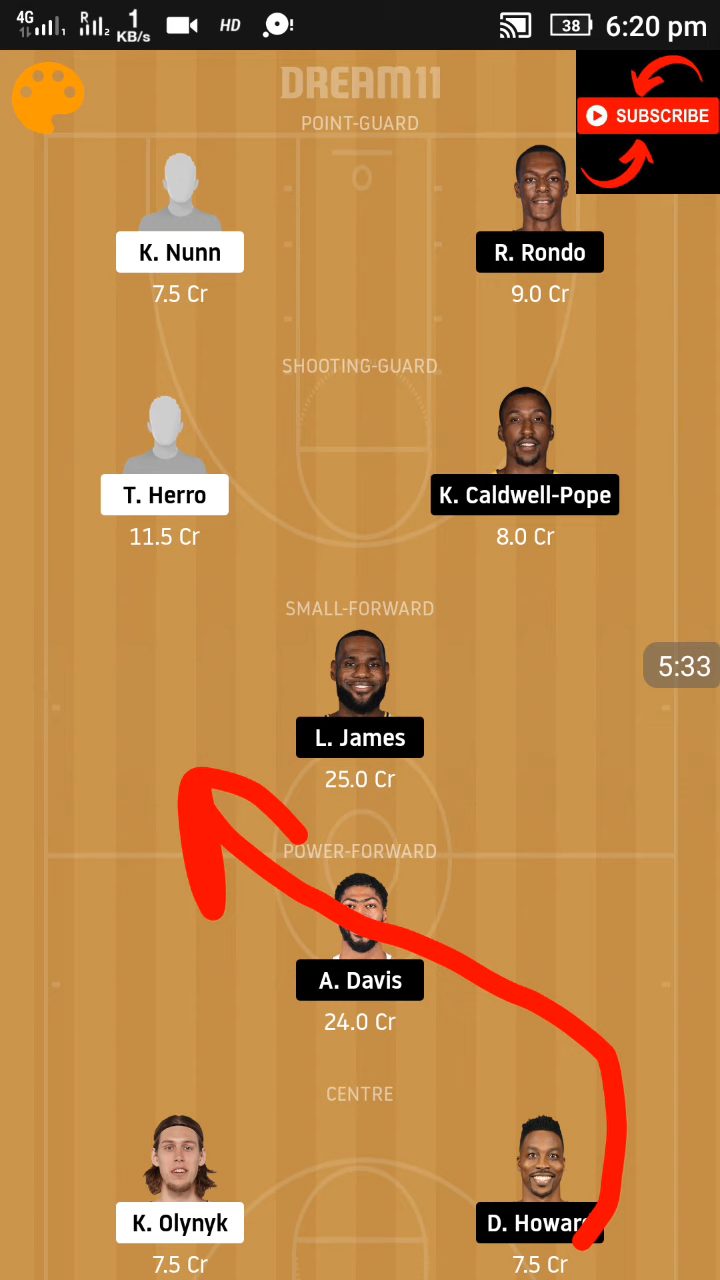 4G R 1 KB/s HD 38 6:20 pm
DREAM11
SUBSCRIBE
POINT-GUARD
K. Nunn R. Rondo
7.5 Cr 9.0 Cr
SHOOTING-GUARD
T. Herro K. Caldwell-Pope
11.5 Cr 8.0 Cr
SMALL-FORWARD
L. James
5:33
25.0 Cr
POWER-FORWARD
A. Davis
24.0 Cr
CENTRE
K. Olynyk D. Howard
7.5 Cr 7.5 Cr